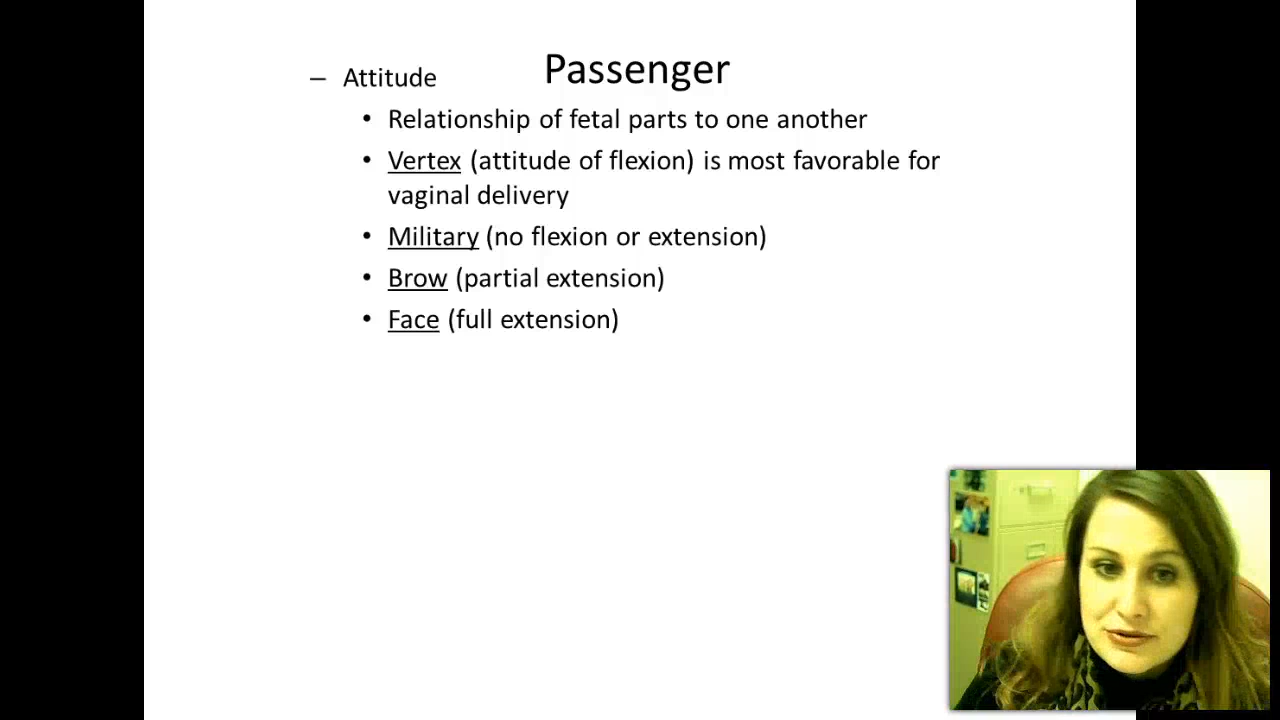 Passenger
– Attitude
• Relationship of fetal parts to one another
• Vertex (attitude of flexion) is most favorable for
vaginal delivery
• Military (no flexion or extension)
• Brow (partial extension)
• Face (full extension)